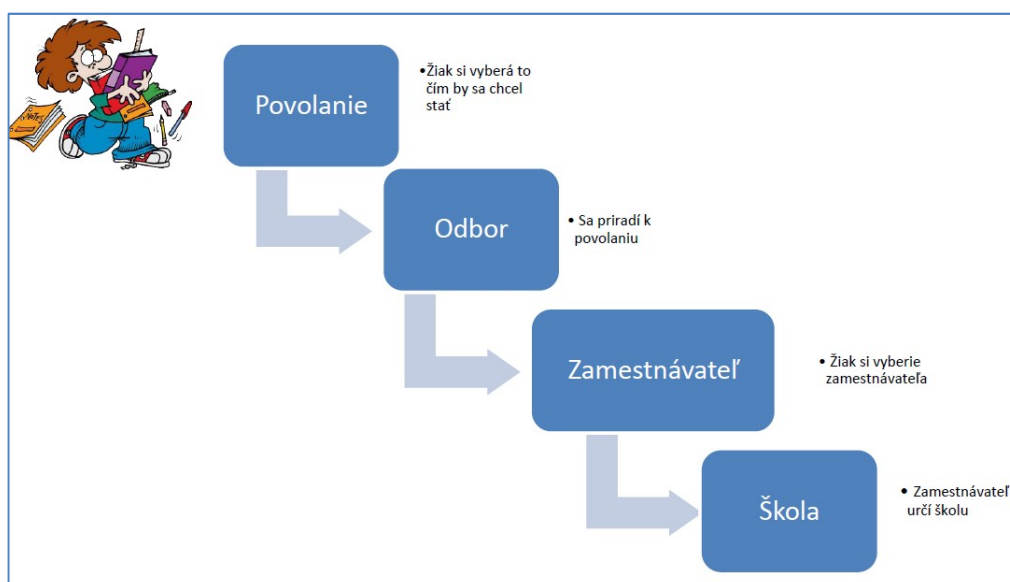 Povolanie
•Žiak si vyberá to
čím by sa chcel
stať
Odbor
• Sa priradí k
povolaniu
Zamestnávateľ
• Žiak si vyberie
zamestnávateľa
Škola
• Zamestnávateľ
určí školu